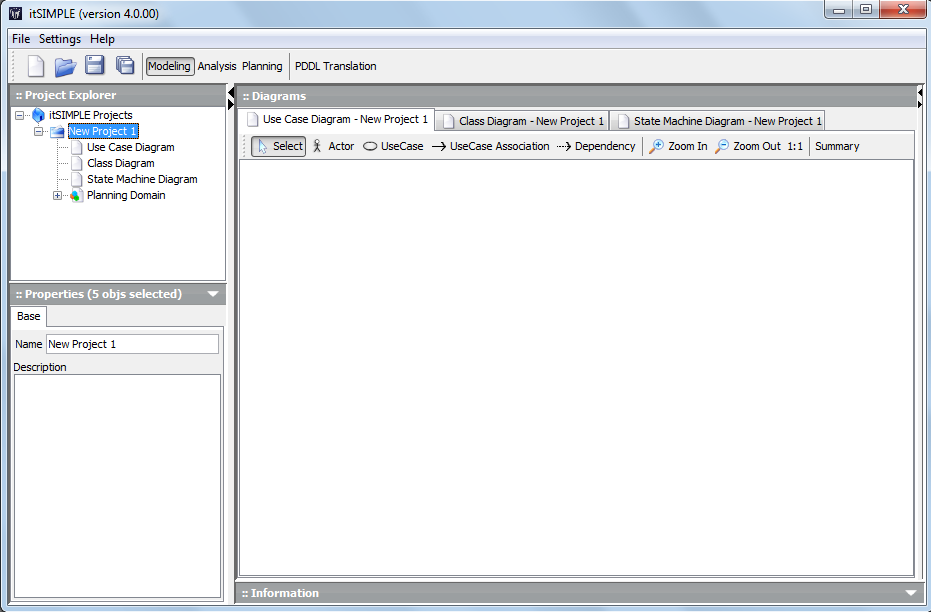 itSIMPLE (version 4.0.00)
File Settings Help
Modeling Analysis Planning PDDL Translation
:: Project Explorer
itSIMPLE Projects
New Project 1
Use Case Diagram
Class Diagram
State Machine Diagram
Planning Domain
:: Properties (5 objs selected)
Base
Name New Project 1
Description
:: Diagrams
Use Case Diagram - New Project 1 Class Diagram - New Project 1 State Machine Diagram - New Project 1
Select Actor UseCase UseCase Association Dependency Zoom In Zoom Out 1:1 Summary
:: Information